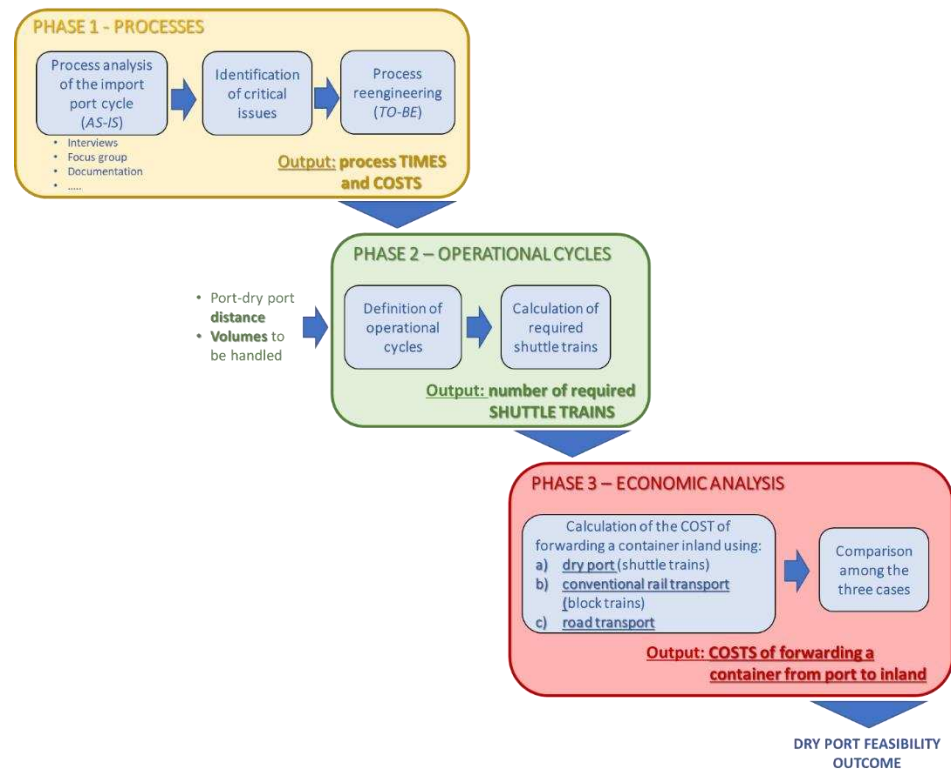 PHASE 1 - PROCESSES
Process analysis
of the import
port cycle
(AS-IS)
• Interviews
• Focus group
• Documentation
• .....
Identification
of critical
issues
Process
reengineering
(TO-BE)
Output: process TIMES
and COSTS
• Port-dry port
distance
• Volumes to
be handled
PHASE 2 – OPERATIONAL CYCLES
Definition of
operational
cycles
Calculation of
required
shuttle trains
Output: number of required
SHUTTLE TRAINS
PHASE 3 – ECONOMIC ANALYSIS
Calculation of the COST of
forwarding a container inland using:
a) dry port (shuttle trains)
b) conventional rail transport
(block trains)
c) road transport
Comparison
among the
three cases
Output: COSTS of forwarding a
container from port to inland
DRY PORT FEASIBILITY
OUTCOME